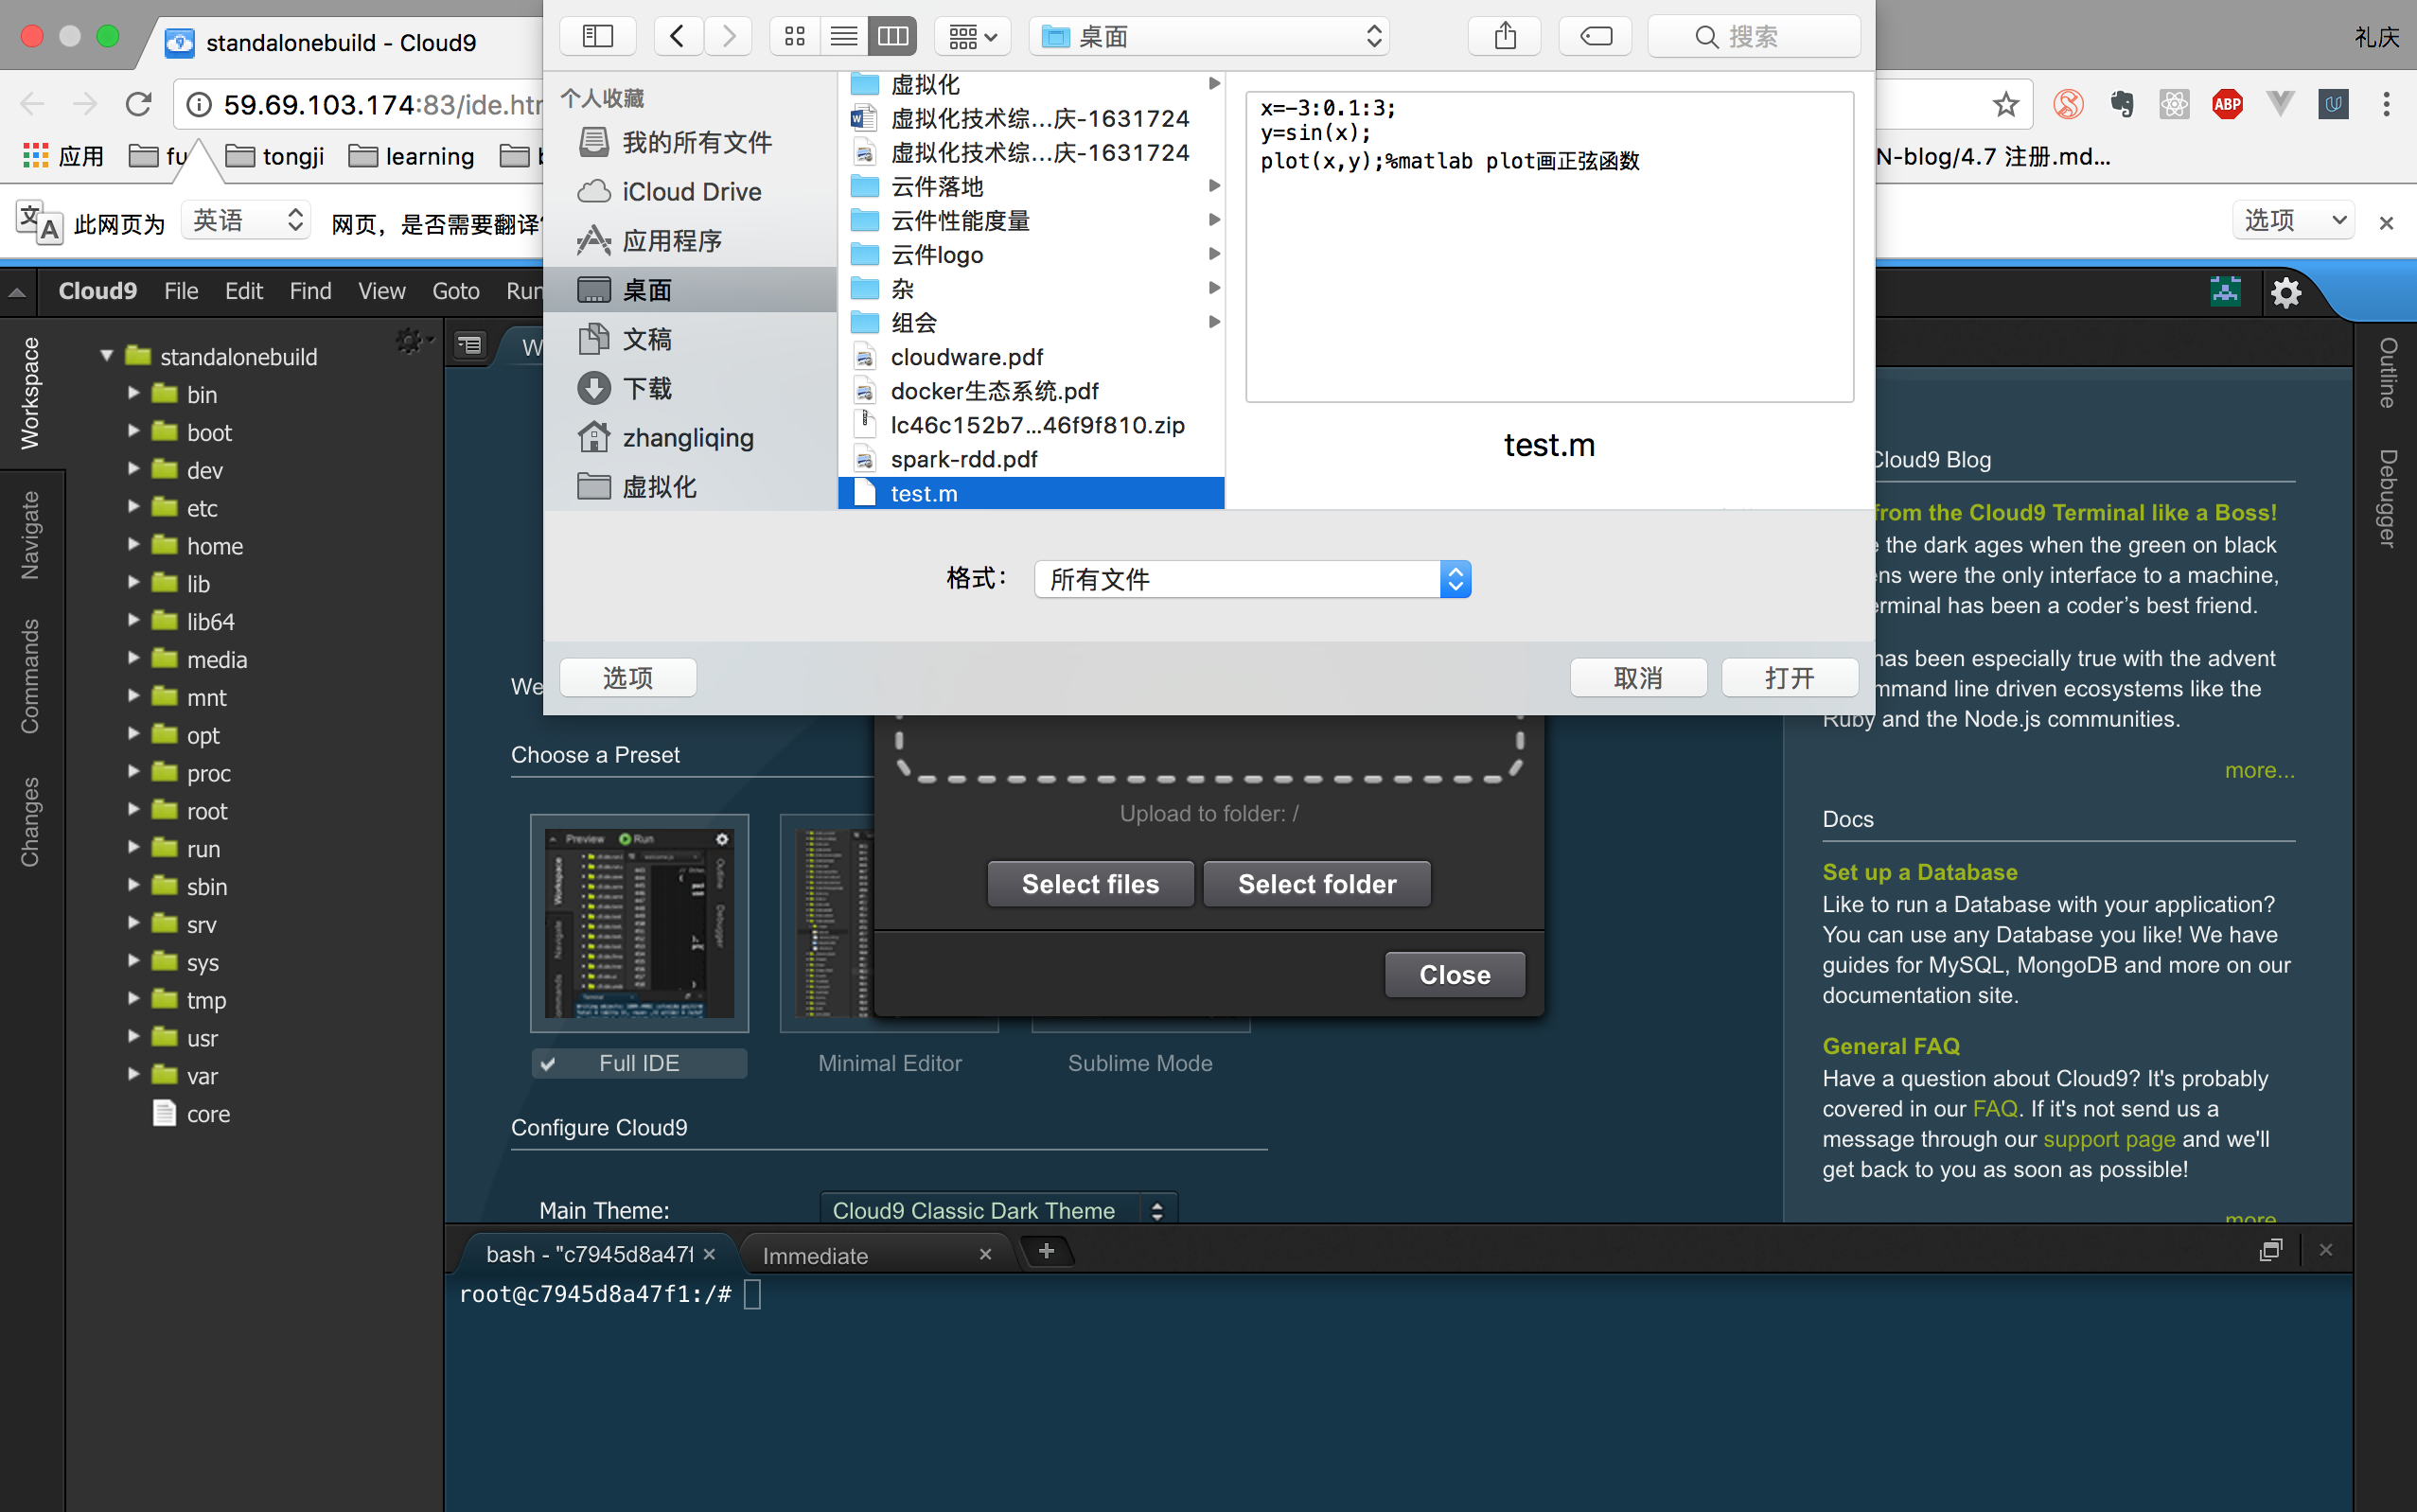 standalonebuild - Cloud9
礼庆
59.69.103.174:83/ide.htm
应用
fu
tongji
learning
N-blog/4.7 注册.md...
ABP
此网页为
英语
网页，是否需要翻译?
选项
桌面
搜索
个人收藏
我的所有文件
iCloud Drive
应用程序
桌面
文稿
下载
zhangliqing
虚拟化
虚拟化
虚拟化技术综...庆-1631724
虚拟化技术综...庆-1631724
云件落地
云件性能度量
云件logo
杂
组会
cloudware.pdf
docker生态系统.pdf
lc46c152b7...46f9f810.zip
spark-rdd.pdf
test.m
x=-3:0.1:3;
y=sin(x);
plot(x,y);%matlab plot画正弦函数
test.m
格式：
所有文件
选项
取消
打开
Cloud9 File Edit Find View Goto Run
Workspace
Navigate
Commands
Changes
standalonebuild
bin
boot
dev
etc
home
lib
lib64
media
mnt
opt
proc
root
run
sbin
srv
sys
tmp
usr
var
core
W
We
Choose a Preset
Preview Run
Full IDE
Minimal Editor
Sublime Mode
Configure Cloud9
Main Theme:
Cloud9 Classic Dark Theme
Upload to folder: /
Select files
Select folder
Close
Outline
Debugger
Cloud9 Blog
from the Cloud9 Terminal like a Boss!
e the dark ages when the green on black
ens were the only interface to a machine,
erminal has been a coder’s best friend.
has been especially true with the advent
mmand line driven ecosystems like the
Ruby and the Node.js communities.
more...
Docs
Set up a Database
Like to run a Database with your application?
You can use any Database you like! We have
guides for MySQL, MongoDB and more on our
documentation site.
General FAQ
Have a question about Cloud9? It's probably
covered in our FAQ. If it's not send us a
message through our support page and we'll
get back to you as soon as possible!
more
bash - "c7945d8a47f
Immediate
root@c7945d8a47f1:/#